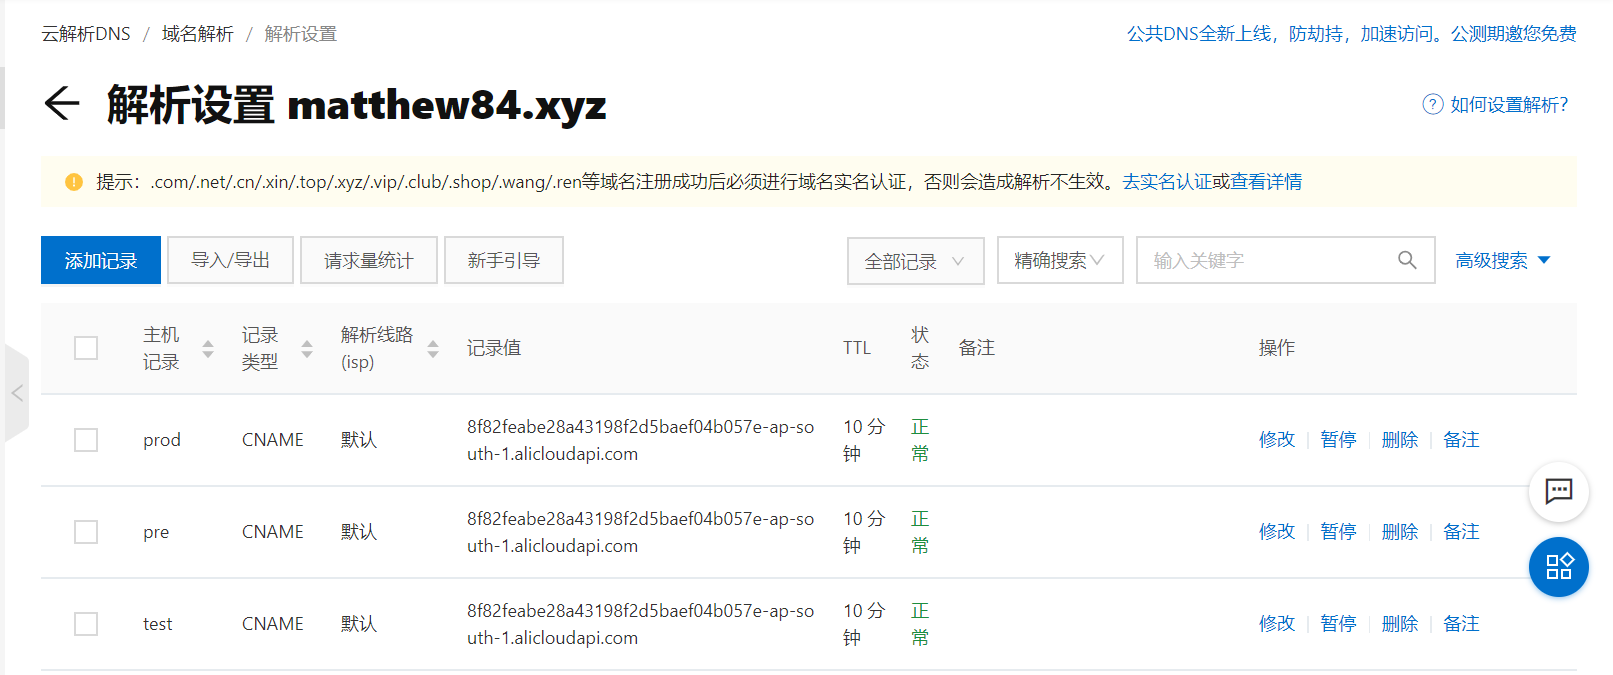 云解析DNS / 域名解析 / 解析设置
公共DNS全新上线，防劫持，加速访问。公测期邀您免费
解析设置 matthew84.xyz
如何设置解析?
提示：.com/.net/.cn/.xin/.top/.xyz/.vip/.club/.shop/.wang/.ren等域名注册成功后必须进行域名实名认证，否则会造成解析不生效。去实名认证或查看详情
添加记录 导入/导出 请求量统计 新手引导 全部记录 精确搜索 输入关键字 高级搜索
主机
记录
记录
类型
解析线路
(isp)
记录值
TTL
状
态
备注
操作
prod
CNAME
默认
8f82feabe28a43198f2d5baef04b057e-ap-so
uth-1.alicloudapi.com
10 分
钟
正
常
修改 暂停 删除 备注
pre
CNAME
默认
8f82feabe28a43198f2d5baef04b057e-ap-so
uth-1.alicloudapi.com
10 分
钟
正
常
修改 暂停 删除 备注
test
CNAME
默认
8f82feabe28a43198f2d5baef04b057e-ap-so
uth-1.alicloudapi.com
10 分
钟
正
常
修改 暂停 删除 备注